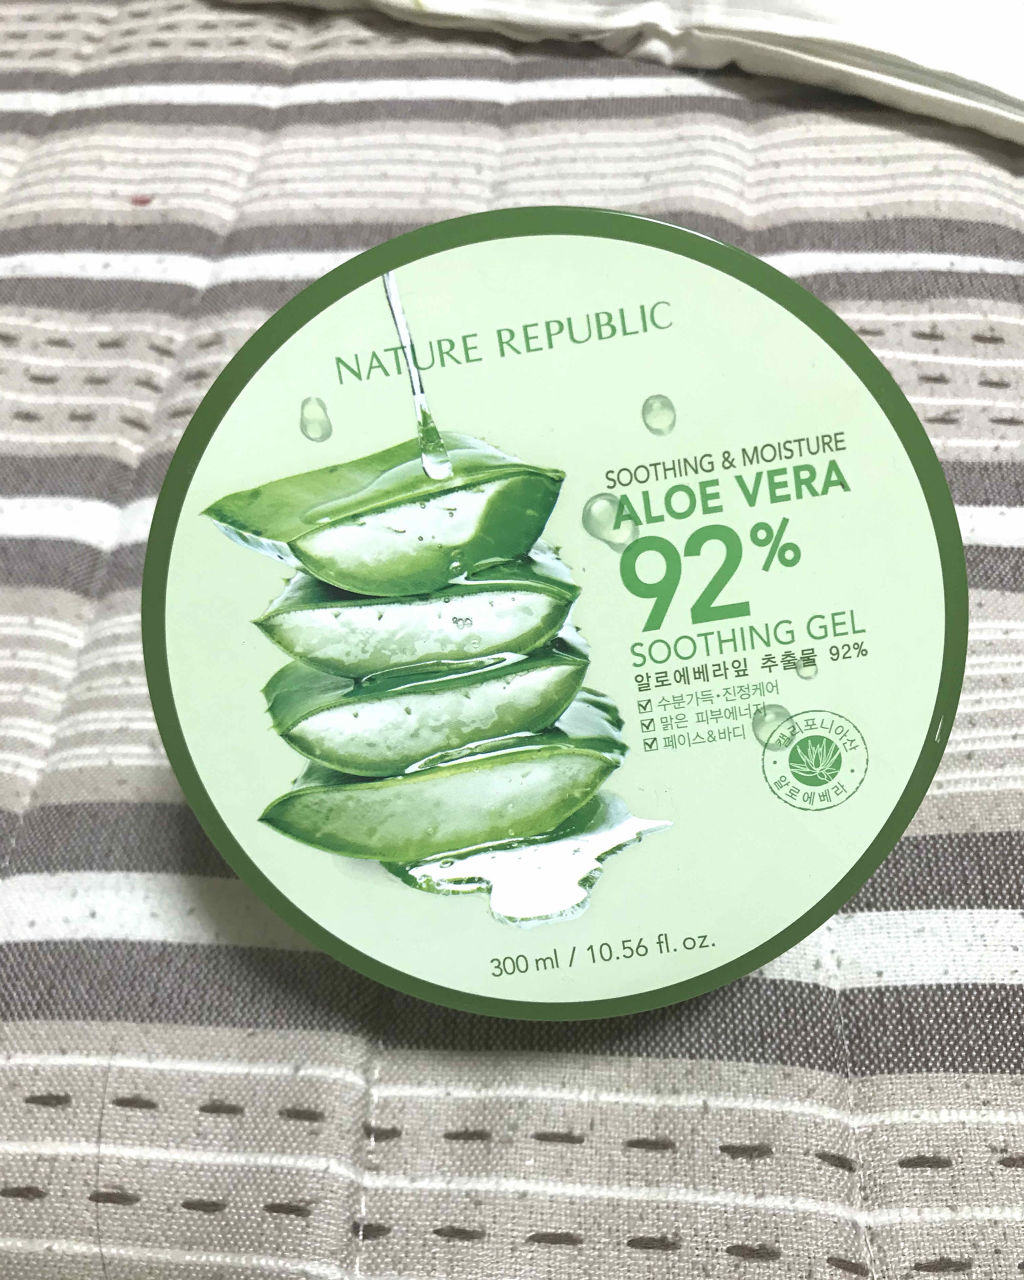 NATURE REPUBLIC
SOOTHING & MOISTURE
ALOE VERA
92%
SOOTHING GEL
알로에베라잎 추출물 92%
수분가득·진정케어
맑은 피부에너지
페이스&바디
캘리포니아산
알로에베라
300 ml / 10.56 fl. oz.